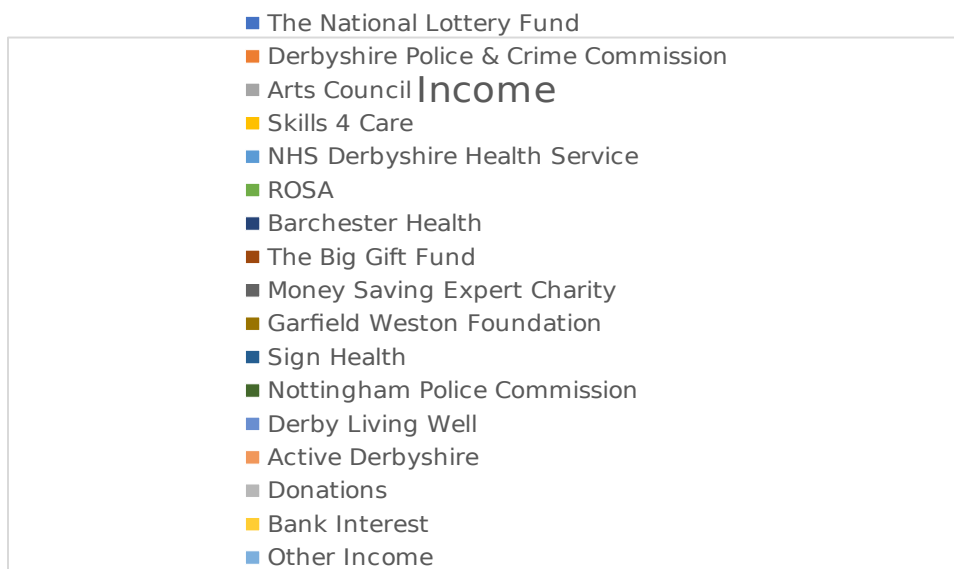 The National Lottery Fund
Derbyshire Police & Crime Commission
Arts Council Income
Skills 4 Care
NHS Derbyshire Health Service
ROSA
Barchester Health
The Big Gift Fund
Money Saving Expert Charity
Garfield Weston Foundation
Sign Health
Nottingham Police Commission
Derby Living Well
Active Derbyshire
Donations
Bank Interest
Other Income